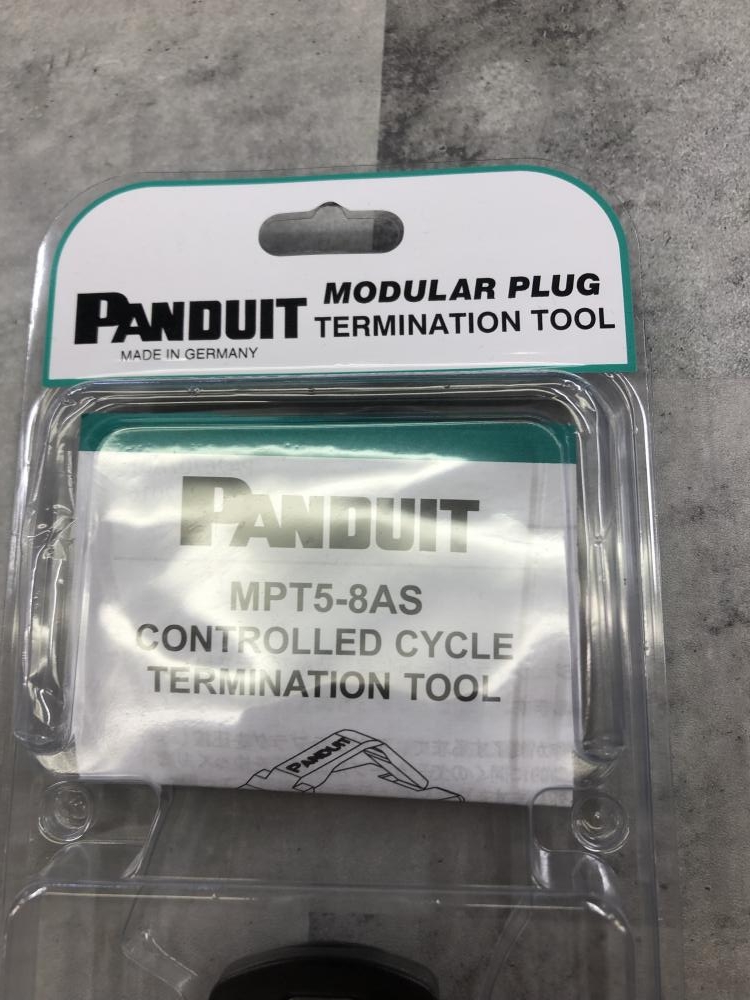 PANDUIT MODULAR PLUG
TERMINATION TOOL
MADE IN GERMANY
PANDUIT
MPT5-8AS
CONTROLLED CYCLE
TERMINATION TOOL
PANDUIT